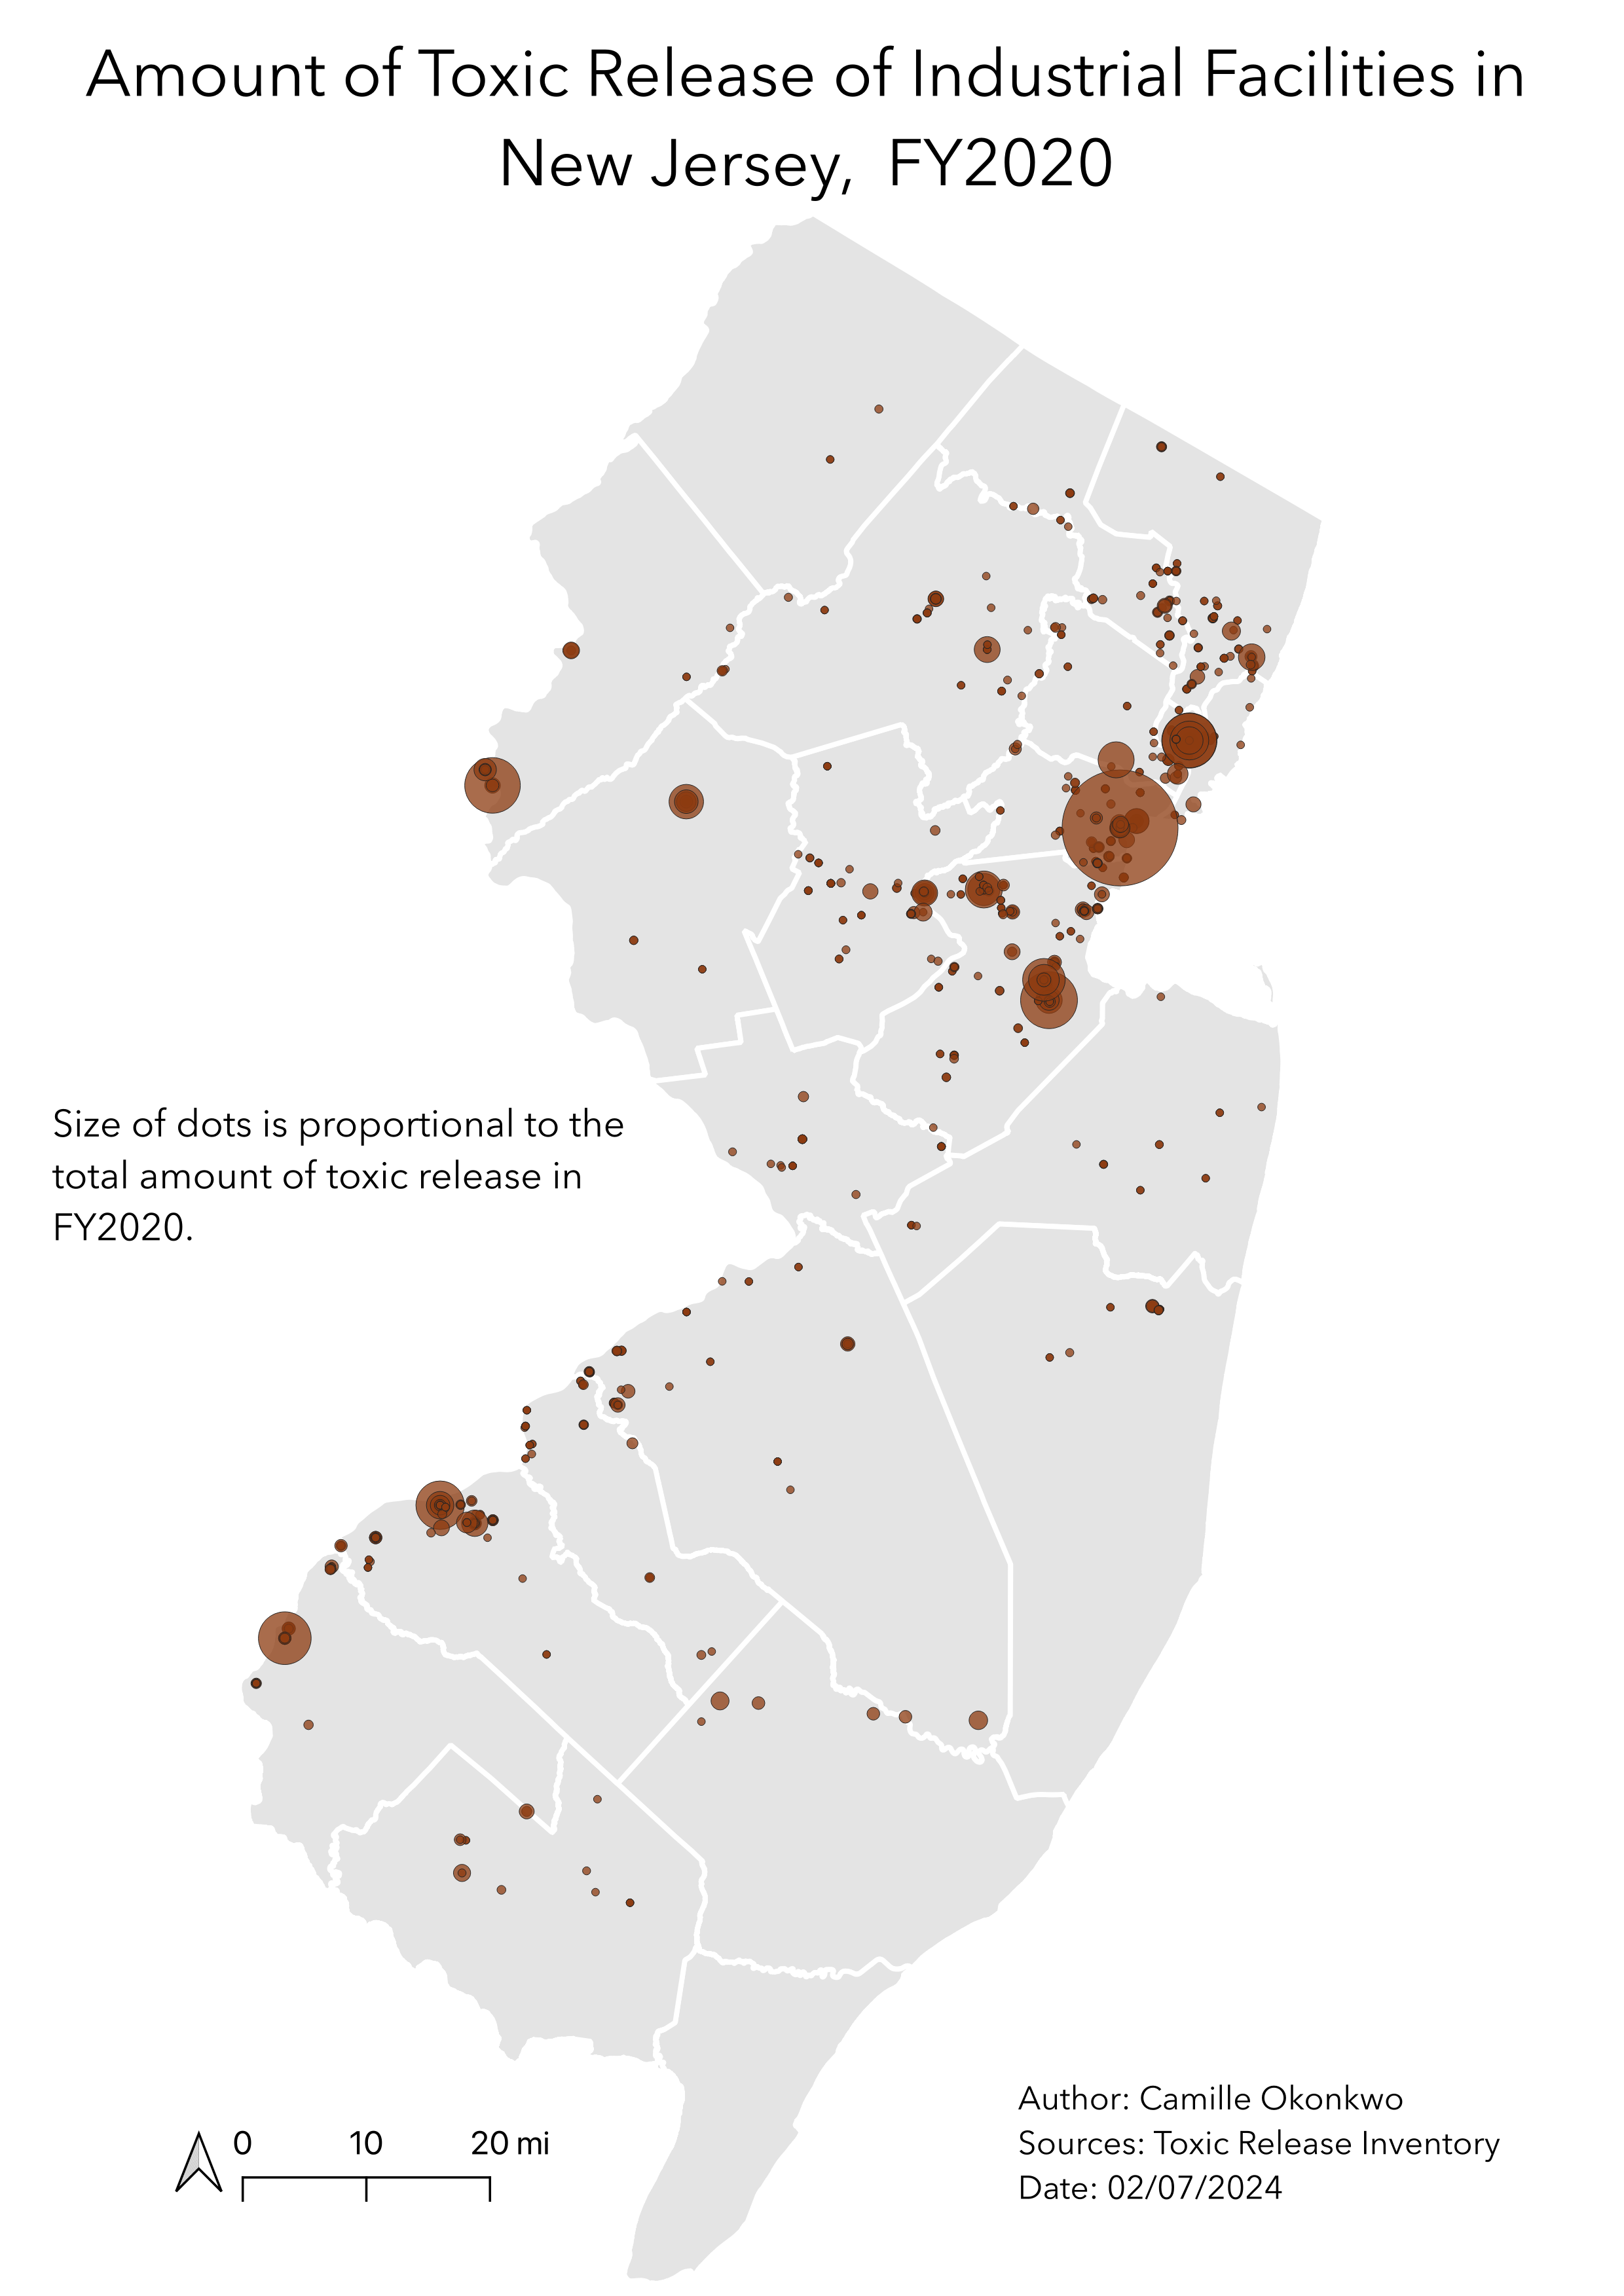 Amount of Toxic Release of Industrial Facilities in
New Jersey, FY2020
Size of dots is proportional to the
total amount of toxic release in
FY2020.
0 10 20 mi
Author: Camille Okonkwo
Sources: Toxic Release Inventory
Date: 02/07/2024